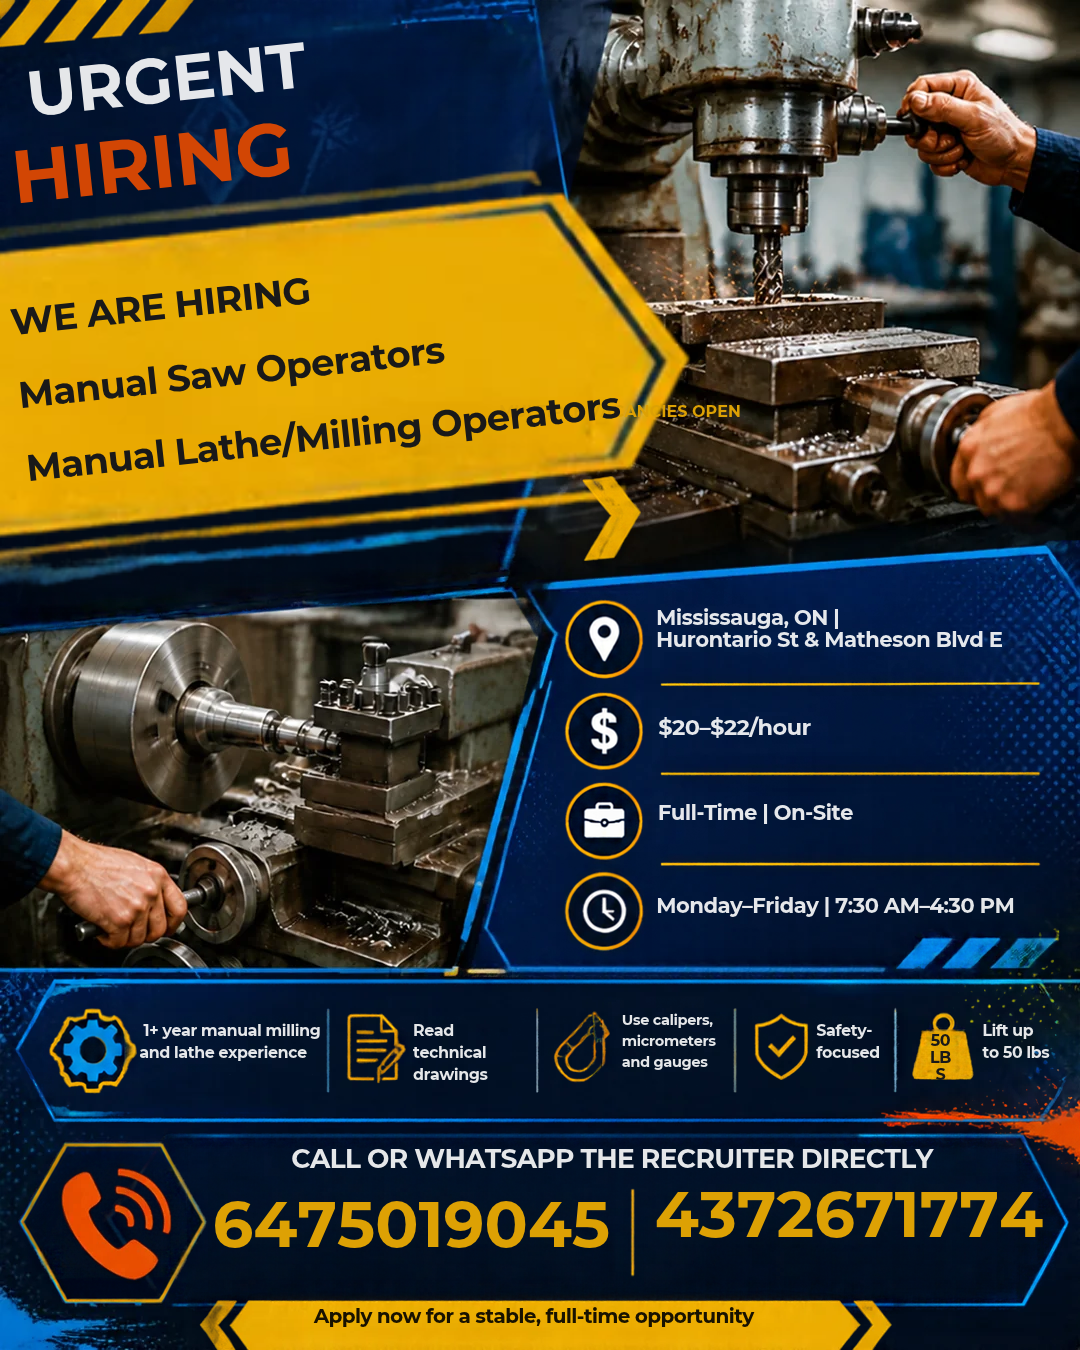 URGENT
HIRING
WE ARE HIRING
Manual Saw Operators
Manual Lathe/Milling Operators
OPEN
Mississauga, ON |
Hurontario St & Matheson Blvd E
$20–$22/hour
Full-Time | On-Site
Monday–Friday | 7:30 AM–4:30 PM
1+ year manual milling
and lathe experience
Read
technical
drawings
Use calipers,
micrometers
and gauges
Safety-
focused
50
LB
S
Lift up
to 50 lbs
CALL OR WHATSAPP THE RECRUITER DIRECTLY
6475019045
4372671774
Apply now for a stable, full-time opportunity